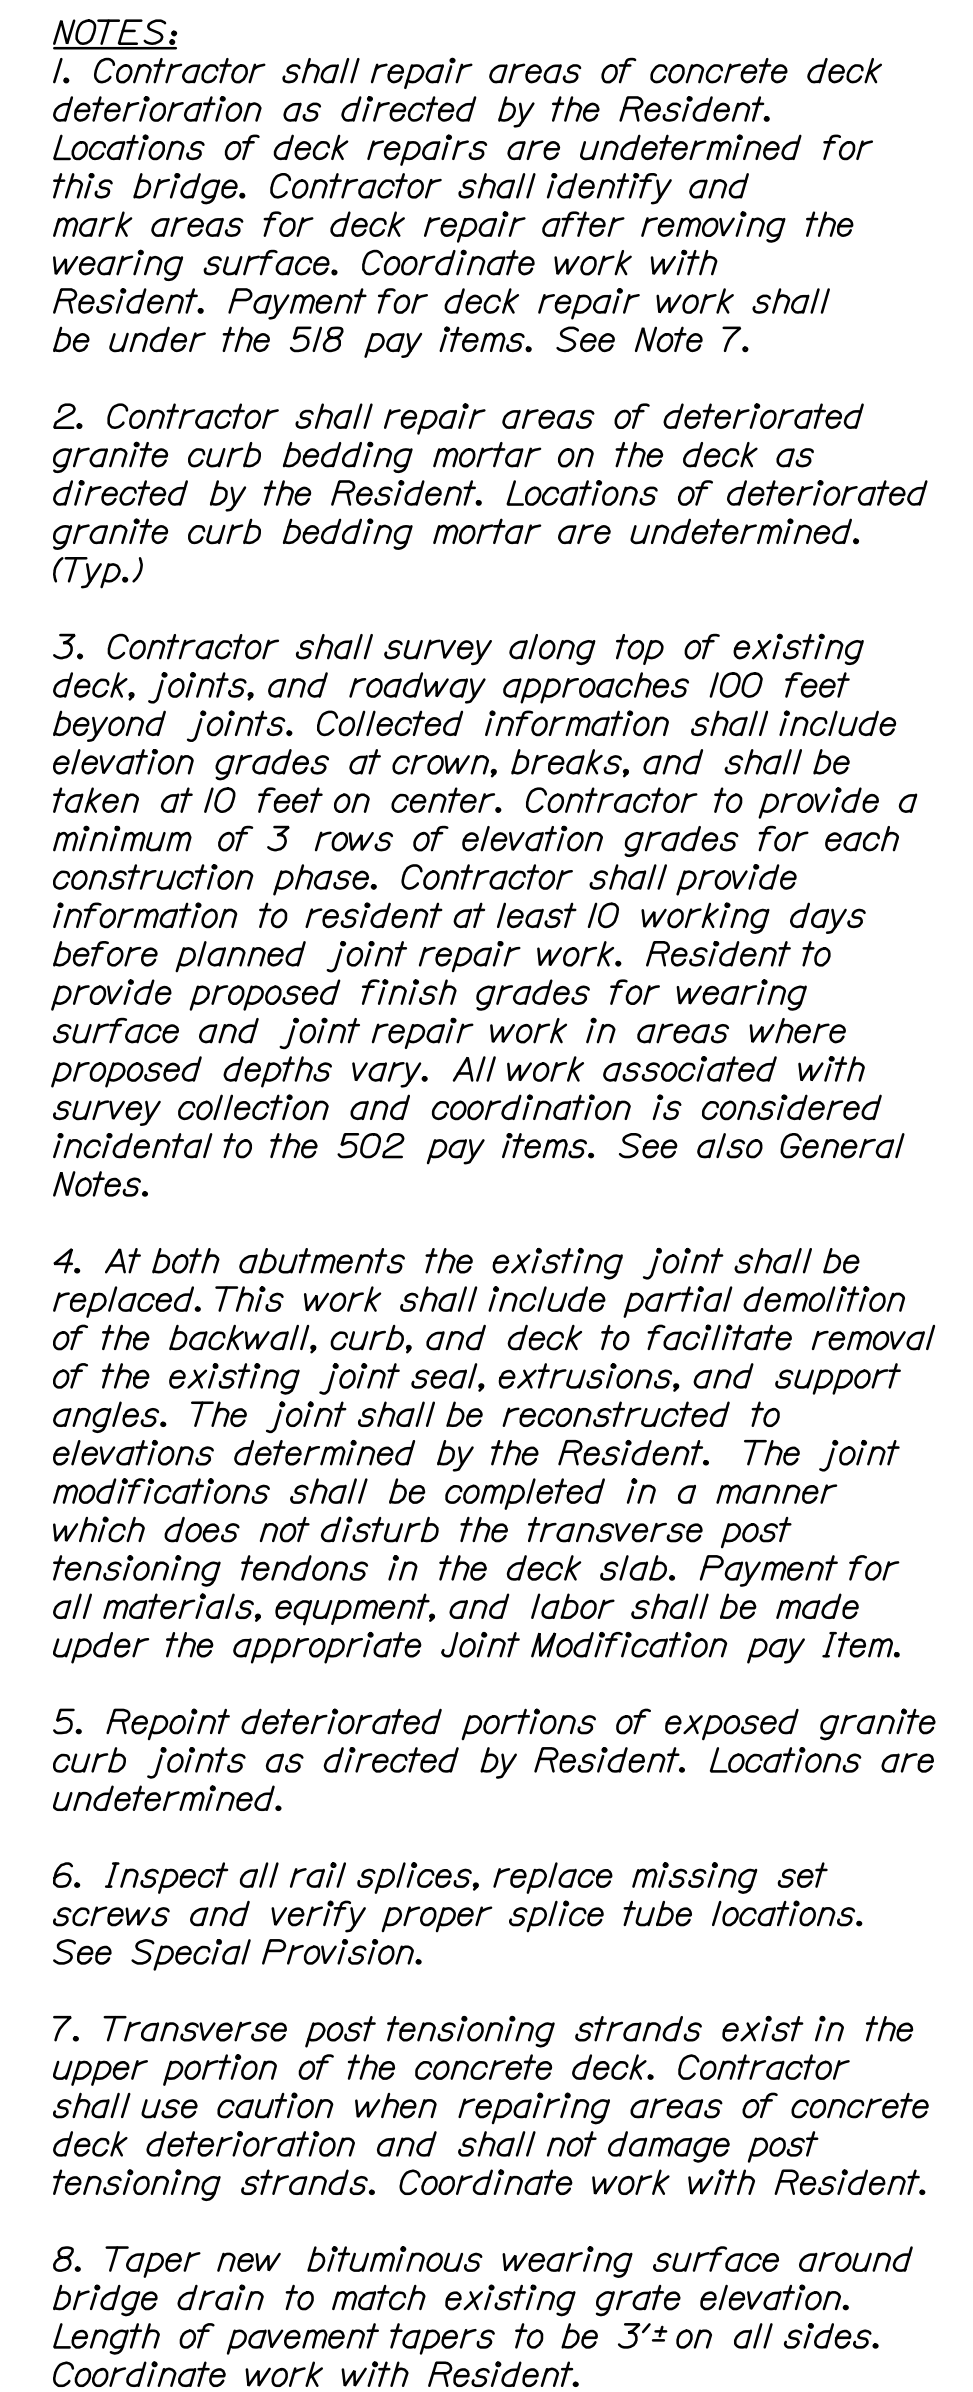 NOTES:
1. Contractor shall repair areas of concrete deck
deterioration as directed by the Resident.
Locations of deck repairs are undetermined for
this bridge. Contractor shall identify and
mark areas for deck repair after removing the
wearing surface. Coordinate work with
Resident. Payment for deck repair work shall
be under the 518 pay items. See Note 7.
2. Contractor shall repair areas of deteriorated
granite curb bedding mortar on the deck as
directed by the Resident. Locations of deteriorated
granite curb bedding mortar are undetermined.
(Typ.)
3. Contractor shall survey along top of existing
deck, joints, and roadway approaches 100 feet
beyond joints. Collected information shall include
elevation grades at crown, breaks, and shall be
taken at 10 feet on center. Contractor to provide a
minimum of 3 rows of elevation grades for each
construction phase. Contractor shall provide
information to resident at least 10 working days
before planned joint repair work. Resident to
provide proposed finish grades for wearing
surface and joint repair work in areas where
proposed depths vary. All work associated with
survey collection and coordination is considered
incidental to the 502 pay items. See also General
Notes.
4. At both abutments the existing joint shall be
replaced. This work shall include partial demolition
of the backwall, curb, and deck to facilitate removal
of the existing joint seal, extrusions, and support
angles. The joint shall be reconstructed to
elevations determined by the Resident. The joint
modifications shall be completed in a manner
which does not disturb the transverse post
tensioning tendons in the deck slab. Payment for
all materials, equpment, and labor shall be made
upder the appropriate Joint Modification pay Item.
5. Repoint deteriorated portions of exposed granite
curb joints as directed by Resident. Locations are
undetermined.
6. Inspect all rail splices, replace missing set
screws and verify proper splice tube locations.
See Special Provision.
7. Transverse post tensioning strands exist in the
upper portion of the concrete deck. Contractor
shall use caution when repairing areas of concrete
deck deterioration and shall not damage post
tensioning strands. Coordinate work with Resident.
8. Taper new bituminous wearing surface around
bridge drain to match existing grate elevation.
Length of pavement tapers to be 3'± on all sides.
Coordinate work with Resident.